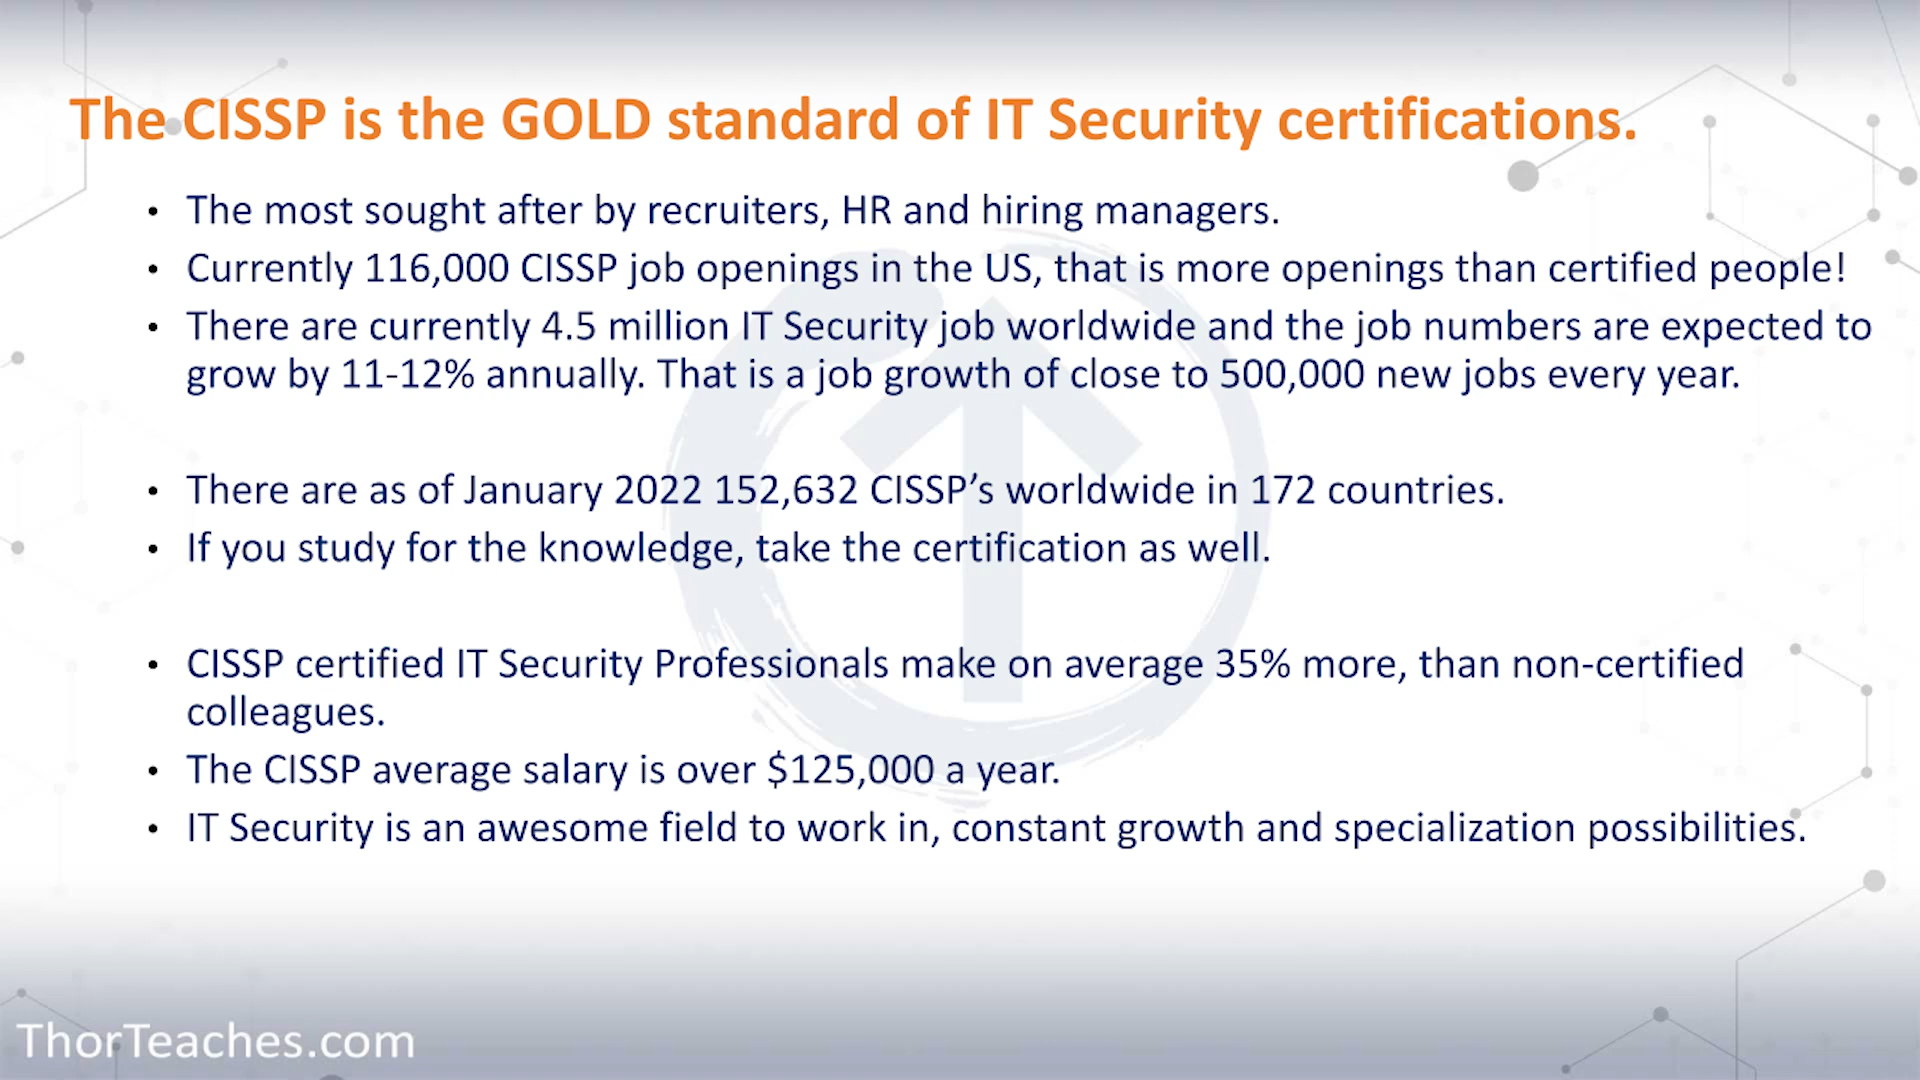 The CISSP is the GOLD standard of IT Security certifications.
• The most sought after by recruiters, HR and hiring managers.
• Currently 116,000 CISSP job openings in the US, that is more openings than certified people!
• There are currently 4.5 million IT Security job worldwide and the job numbers are expected to
grow by 11-12% annually. That is a job growth of close to 500,000 new jobs every year.
• There are as of January 2022 152,632 CISSP’s worldwide in 172 countries.
• If you study for the knowledge, take the certification as well.
• CISSP certified IT Security Professionals make on average 35% more, than non-certified
colleagues.
• The CISSP average salary is over $125,000 a year.
• IT Security is an awesome field to work in, constant growth and specialization possibilities.
ThorTeaches.com